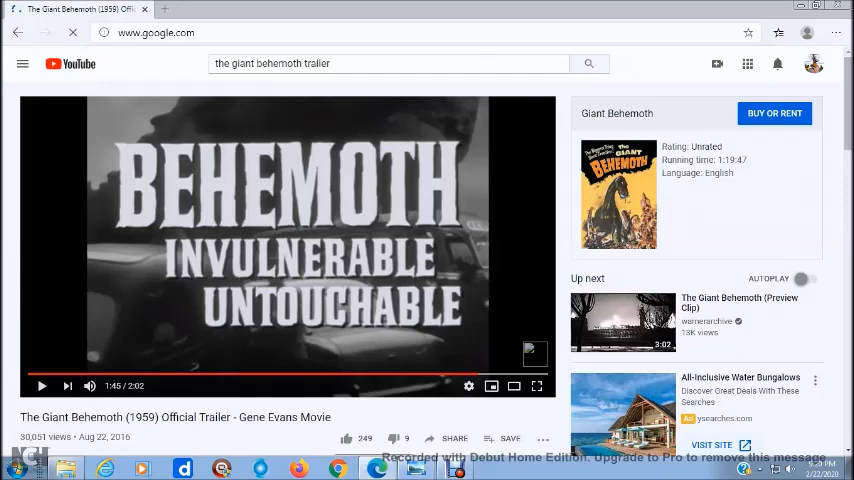 The Giant Behemoth (1959) Offic
www.google.com
YouTube
the giant behemoth trailer
BEHEMOTH
INVULNERABLE
UNTOUCHABLE
1:45 / 2:02
The Giant Behemoth (1959) Official Trailer - Gene Evans Movie
30,051 views • Aug 22, 2016
249
9
SHARE
SAVE
Giant Behemoth
BUY OR RENT
THE GIANT
BEHEMOTH
Rating: Unrated
Running time: 1:19:47
Language: English
Up next
AUTOPLAY
The Giant Behemoth (Preview
Clip)
warnerarchive
13K views
3:02
All-Inclusive Water Bungalows
Discover Great Deals With These
Searches
Ad ysearches.com
VISIT SITE
NCH
Recorded with Debut Home Edition. Upgrade to Pro to remove this message
2/22/2020